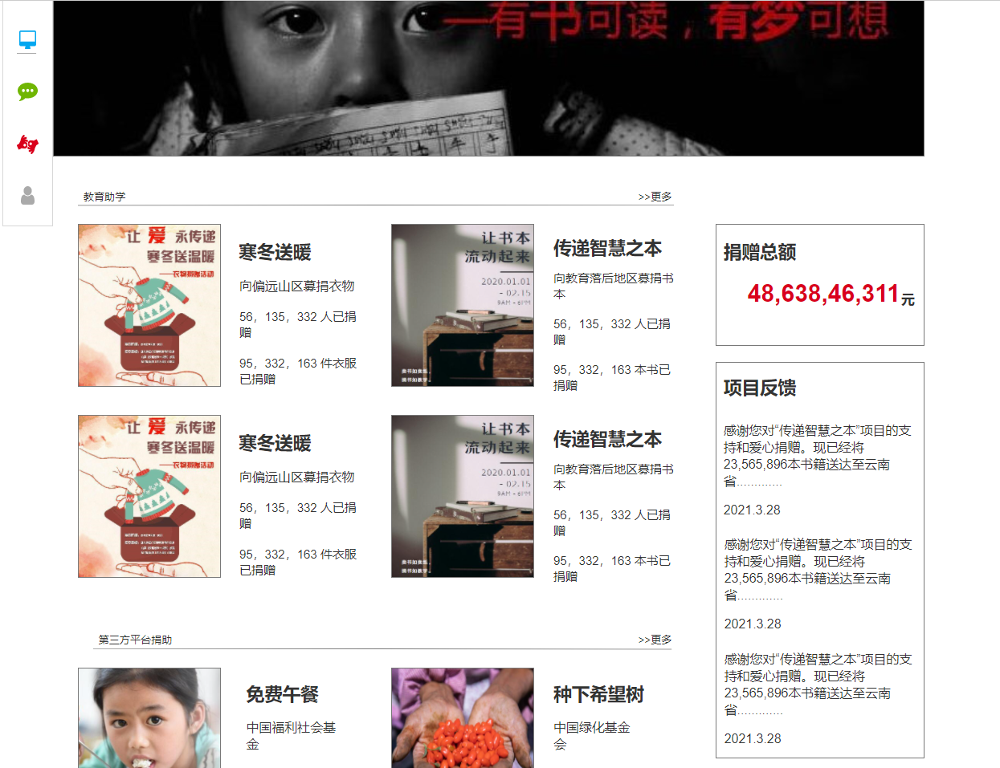 一有书可读，有梦可想
教育助学
>>更多
让 爱 永传递
寒冬送温暖
——衣物捐赠活动
寒冬送暖
向偏远山区募捐衣物
56，135，332 人已捐
赠
95，332，163 件衣服
已捐赠
让书本
流动起来
2020.01.01
- 02.15
9AM - 6PM
卖书如卖纸，
搬书如教学。
传递智慧之本
向教育落后地区募捐书
本
56，135，332 人已捐
赠
95，332，163 本书已
捐赠
让 爱 永传递
寒冬送温暖
——衣物捐赠活动
寒冬送暖
向偏远山区募捐衣物
56，135，332 人已捐
赠
95，332，163 件衣服
已捐赠
让书本
流动起来
2020.01.01
- 02.15
9AM - 6PM
传递智慧之本
向教育落后地区募捐书
本
56，135，332 人已捐
赠
95，332，163 本书已
捐赠
第三方平台捐助
>>更多
免费午餐
中国福利社会基
金
种下希望树
中国绿化基金
会
捐赠总额
48,638,46,311元
项目反馈
感谢您对“传递智慧之本”项目的支
持和爱心捐赠。现已经将
23,565,896本书籍送达至云南
省.............
2021.3.28
感谢您对“传递智慧之本”项目的支
持和爱心捐赠。现已经将
23,565,896本书籍送达至云南
省.............
2021.3.28
感谢您对“传递智慧之本”项目的支
持和爱心捐赠。现已经将
23,565,896本书籍送达至云南
省.............
2021.3.28